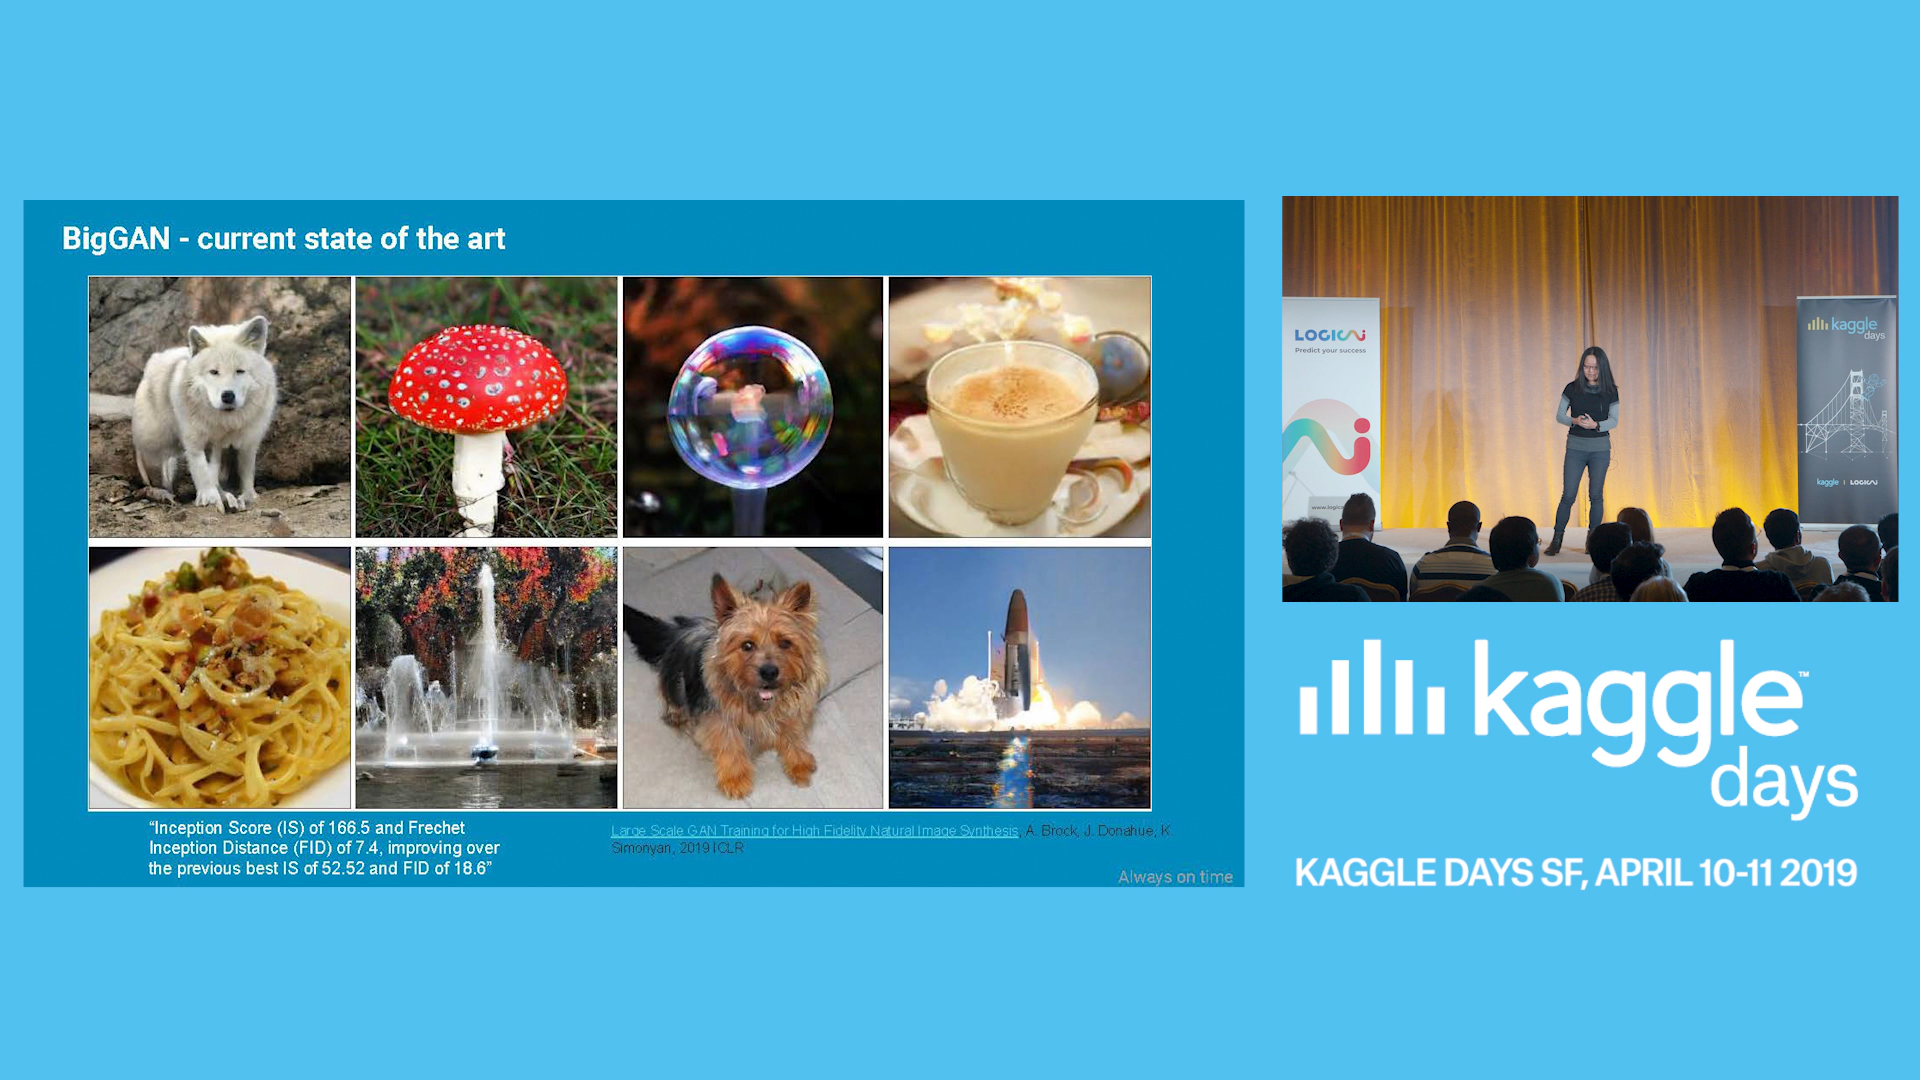 BigGAN - current state of the art
“Inception Score (IS) of 166.5 and Frechet
Inception Distance (FID) of 7.4, improving over
the previous best IS of 52.52 and FID of 18.6”
Large Scale GAN Training for High Fidelity Natural Image Synthesis, A. Brock, J. Donahue, K
Simonyan, 2019 ICLR
Always on time
LOGICAI
Predict your success
kaggle
days
kaggle | LOGICAI
kaggle™
days
KAGGLE DAYS SF, APRIL 10-11 2019